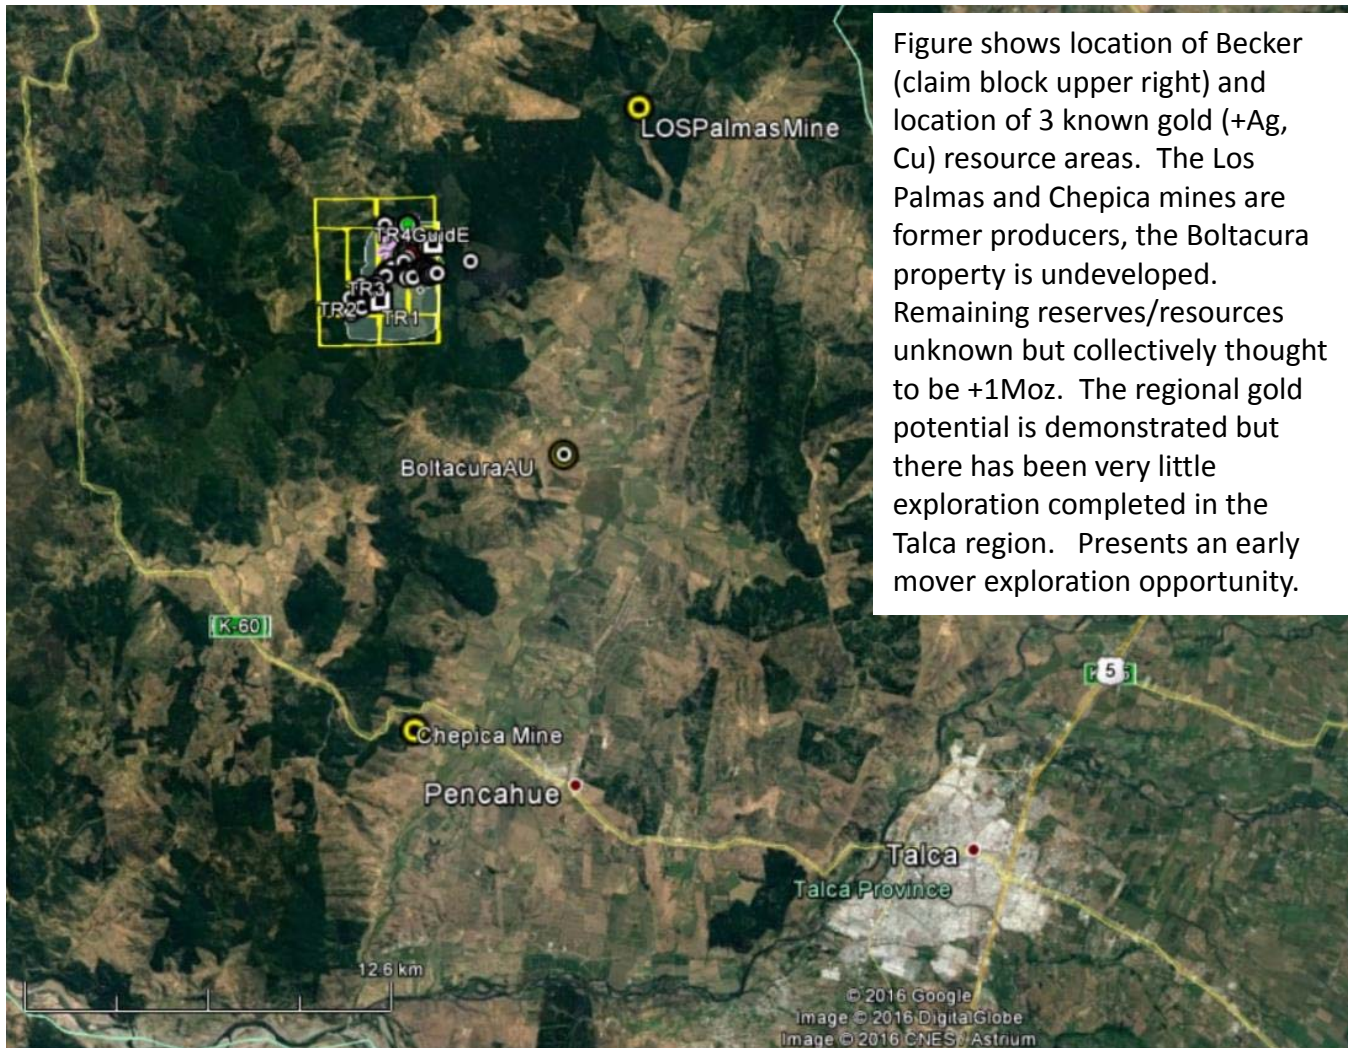 Figure shows location of Becker
(claim block upper right) and
location of 3 known gold (+Ag,
Cu) resource areas.  The Los
Palmas and Chepica mines are
former producers, the Boltacura
property is undeveloped.
Remaining reserves/resources
unknown but collectively thought
to be +1Moz.  The regional gold
potential is demonstrated but
there has been very little
exploration completed in the
Talca region.   Presents an early
mover exploration opportunity.
LOSPalmasMine
TR4GuidE
TR3
TR2
TR1
BoltacuraAU
K-60
5
Chepica Mine
Pencahue
Talca
Talca Province
12.6 km
© 2016 Google
Image © 2016 DigitalGlobe
Image © 2016 CNES / Astrium